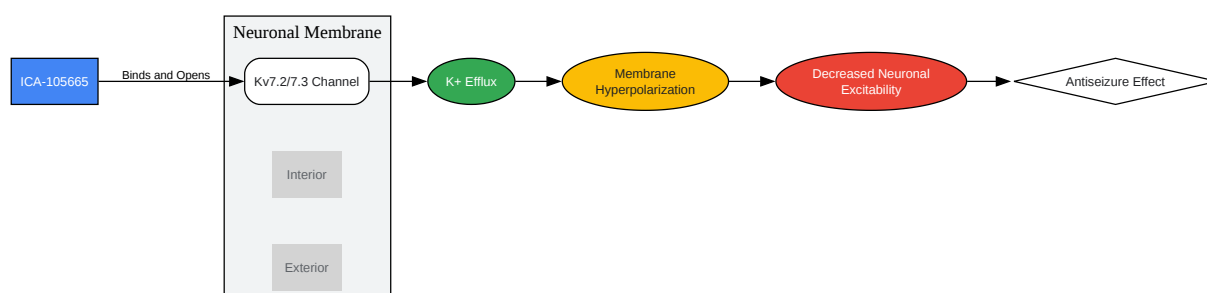 Neuronal Membrane
ICA-105665
Binds and Opens
Kv7.2/7.3 Channel
K+ Efflux
Membrane
Hyperpolarization
Decreased Neuronal
Excitability
Antiseizure Effect
Interior
Exterior